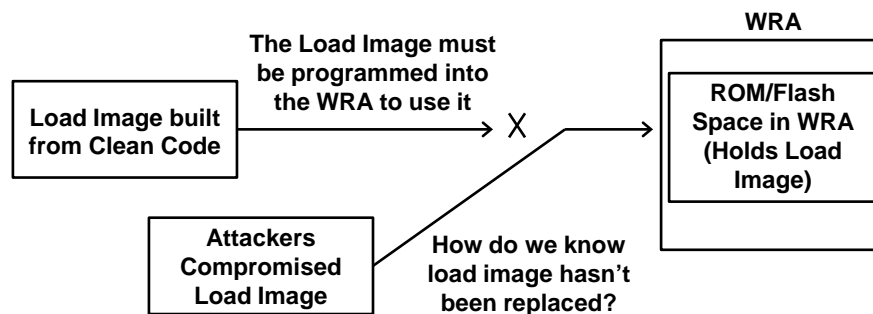 WRA
The Load Image must
be programmed into
the WRA to use it
Load Image built
from Clean Code
X
ROM/Flash
Space in WRA
(Holds Load
Image)
Attackers
Compromised
Load Image
How do we know
load image hasn’t
been replaced?